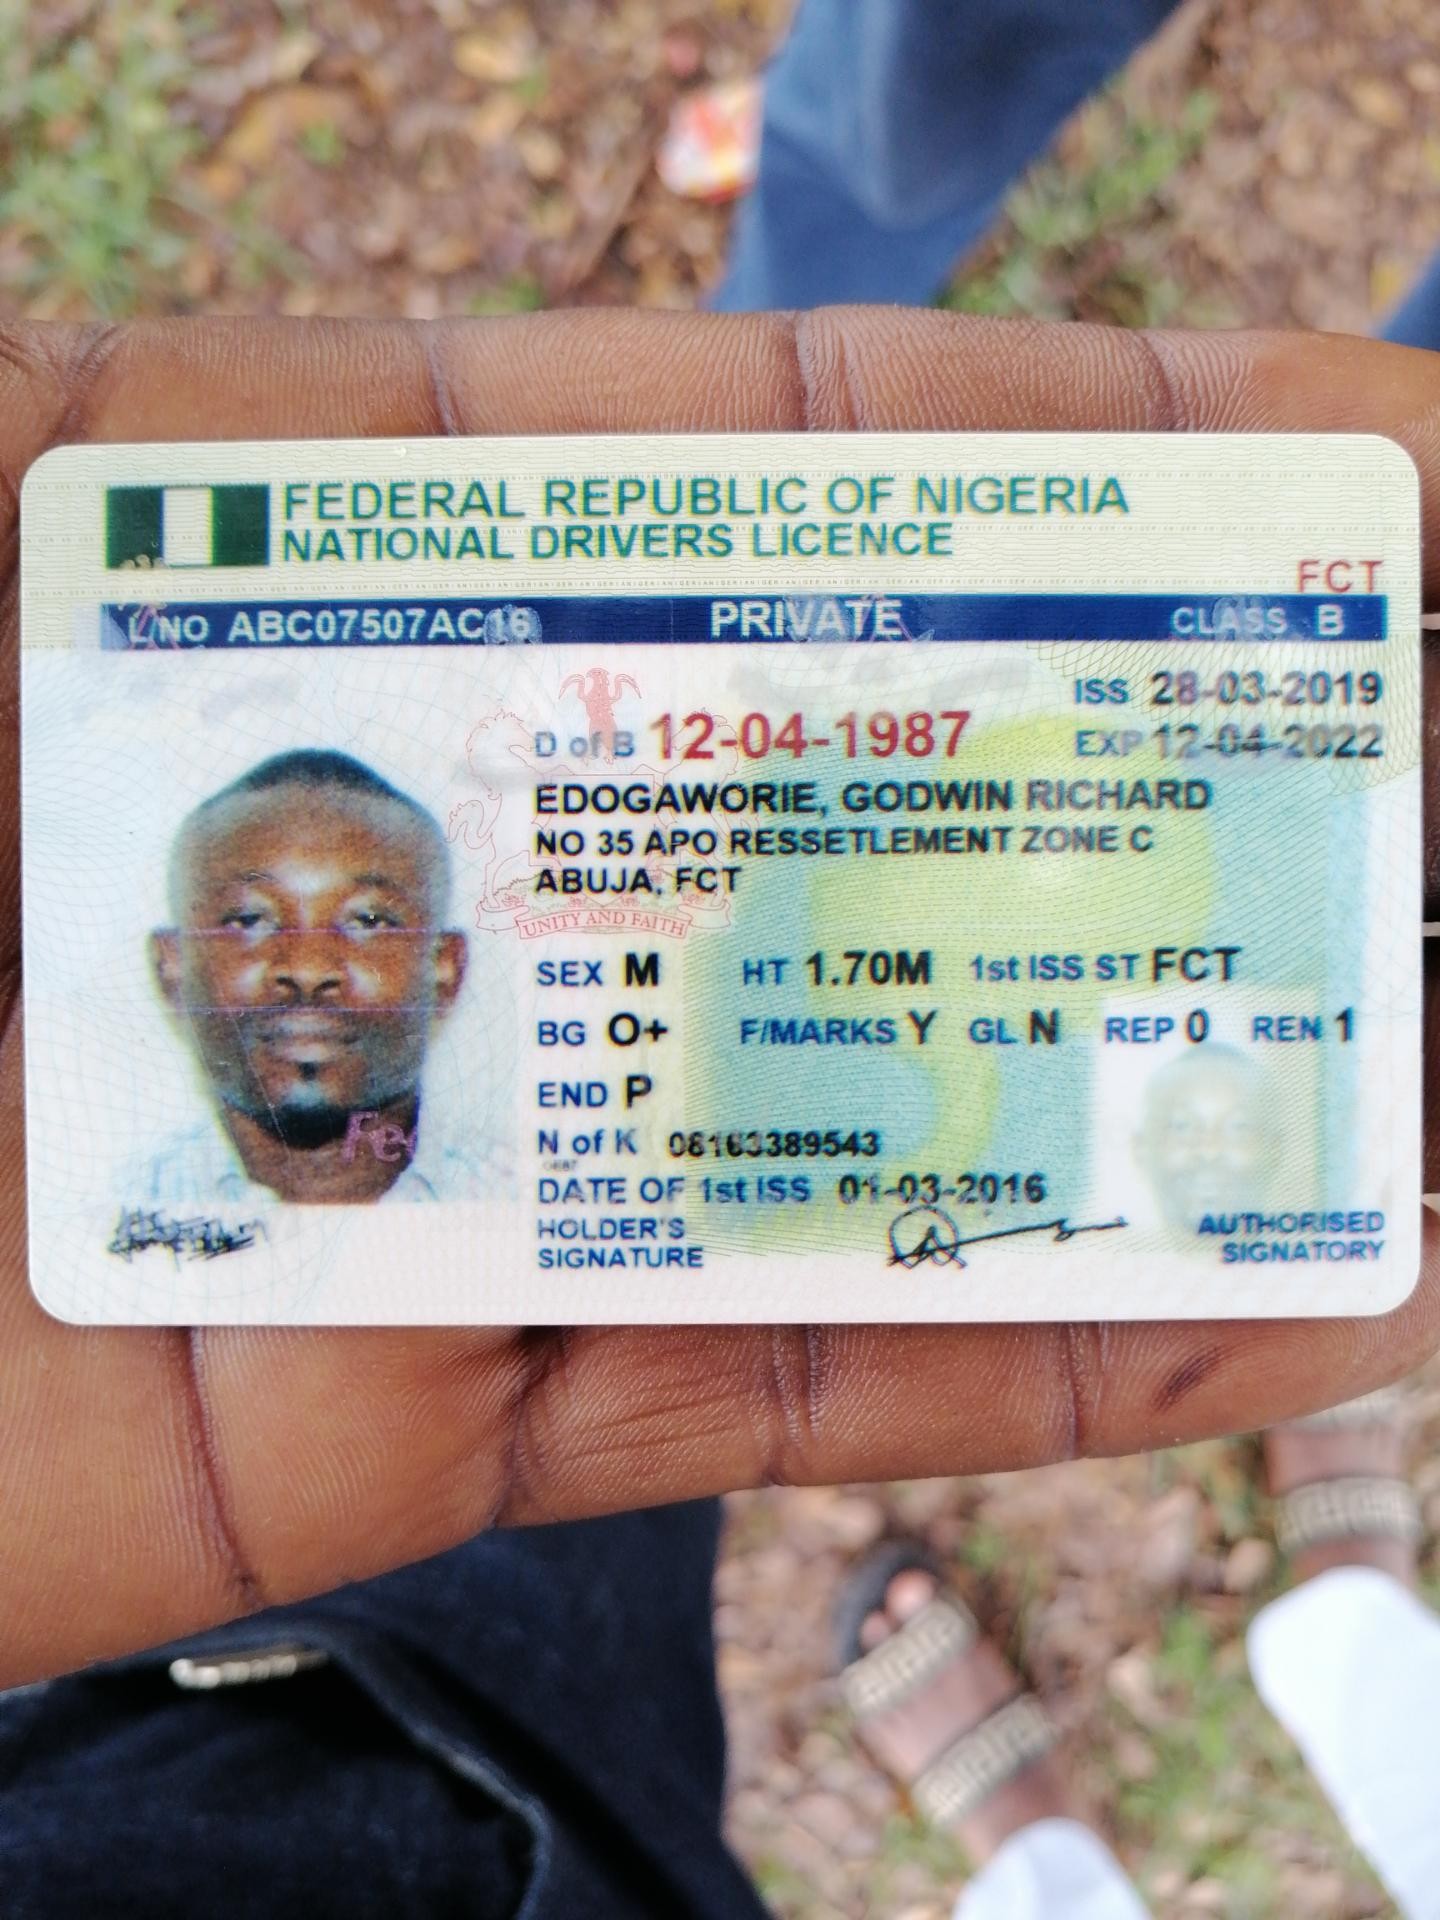 FEDERAL REPUBLIC OF NIGERIA
NATIONAL DRIVERS LICENCE
FCT
L/NO ABC07507AC16 PRIVATE CLASS B
ISS 28-03-2019
D of B 12-04-1987 EXP 12-04-2022
EDOGAWORIE, GODWIN RICHARD
NO 35 APO RESSETLEMENT ZONE C
ABUJA, FCT
UNITY AND FAITH
SEX M HT 1.70M 1st ISS ST FCT
BG O+ F/MARKS Y GL N REP 0 REN 1
END P
Fe
N of K 08163389543
DATE OF 1st ISS 01-03-2016
HOLDER'S
SIGNATURE
AUTHORISED
SIGNATORY